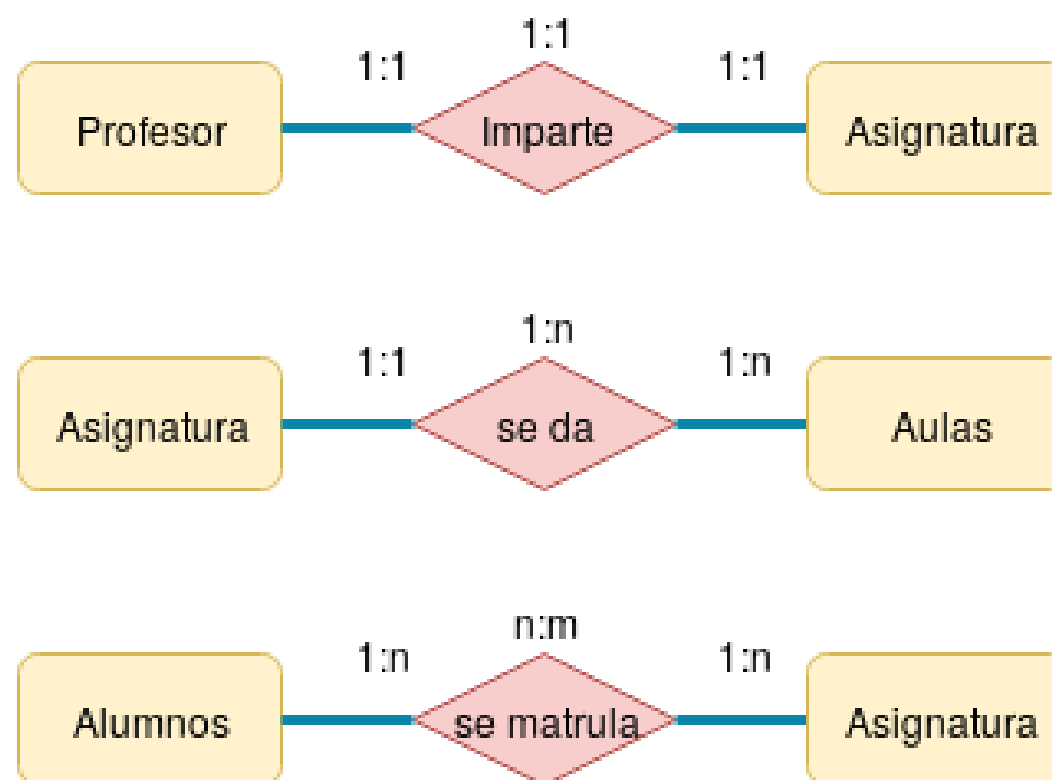 1:1
1:1 1:1
Profesor Imparte Asignatura
1:n
1:1 1:n
Asignatura se da Aulas
n:m
1:n 1:n
Alumnos se matrula Asignatura